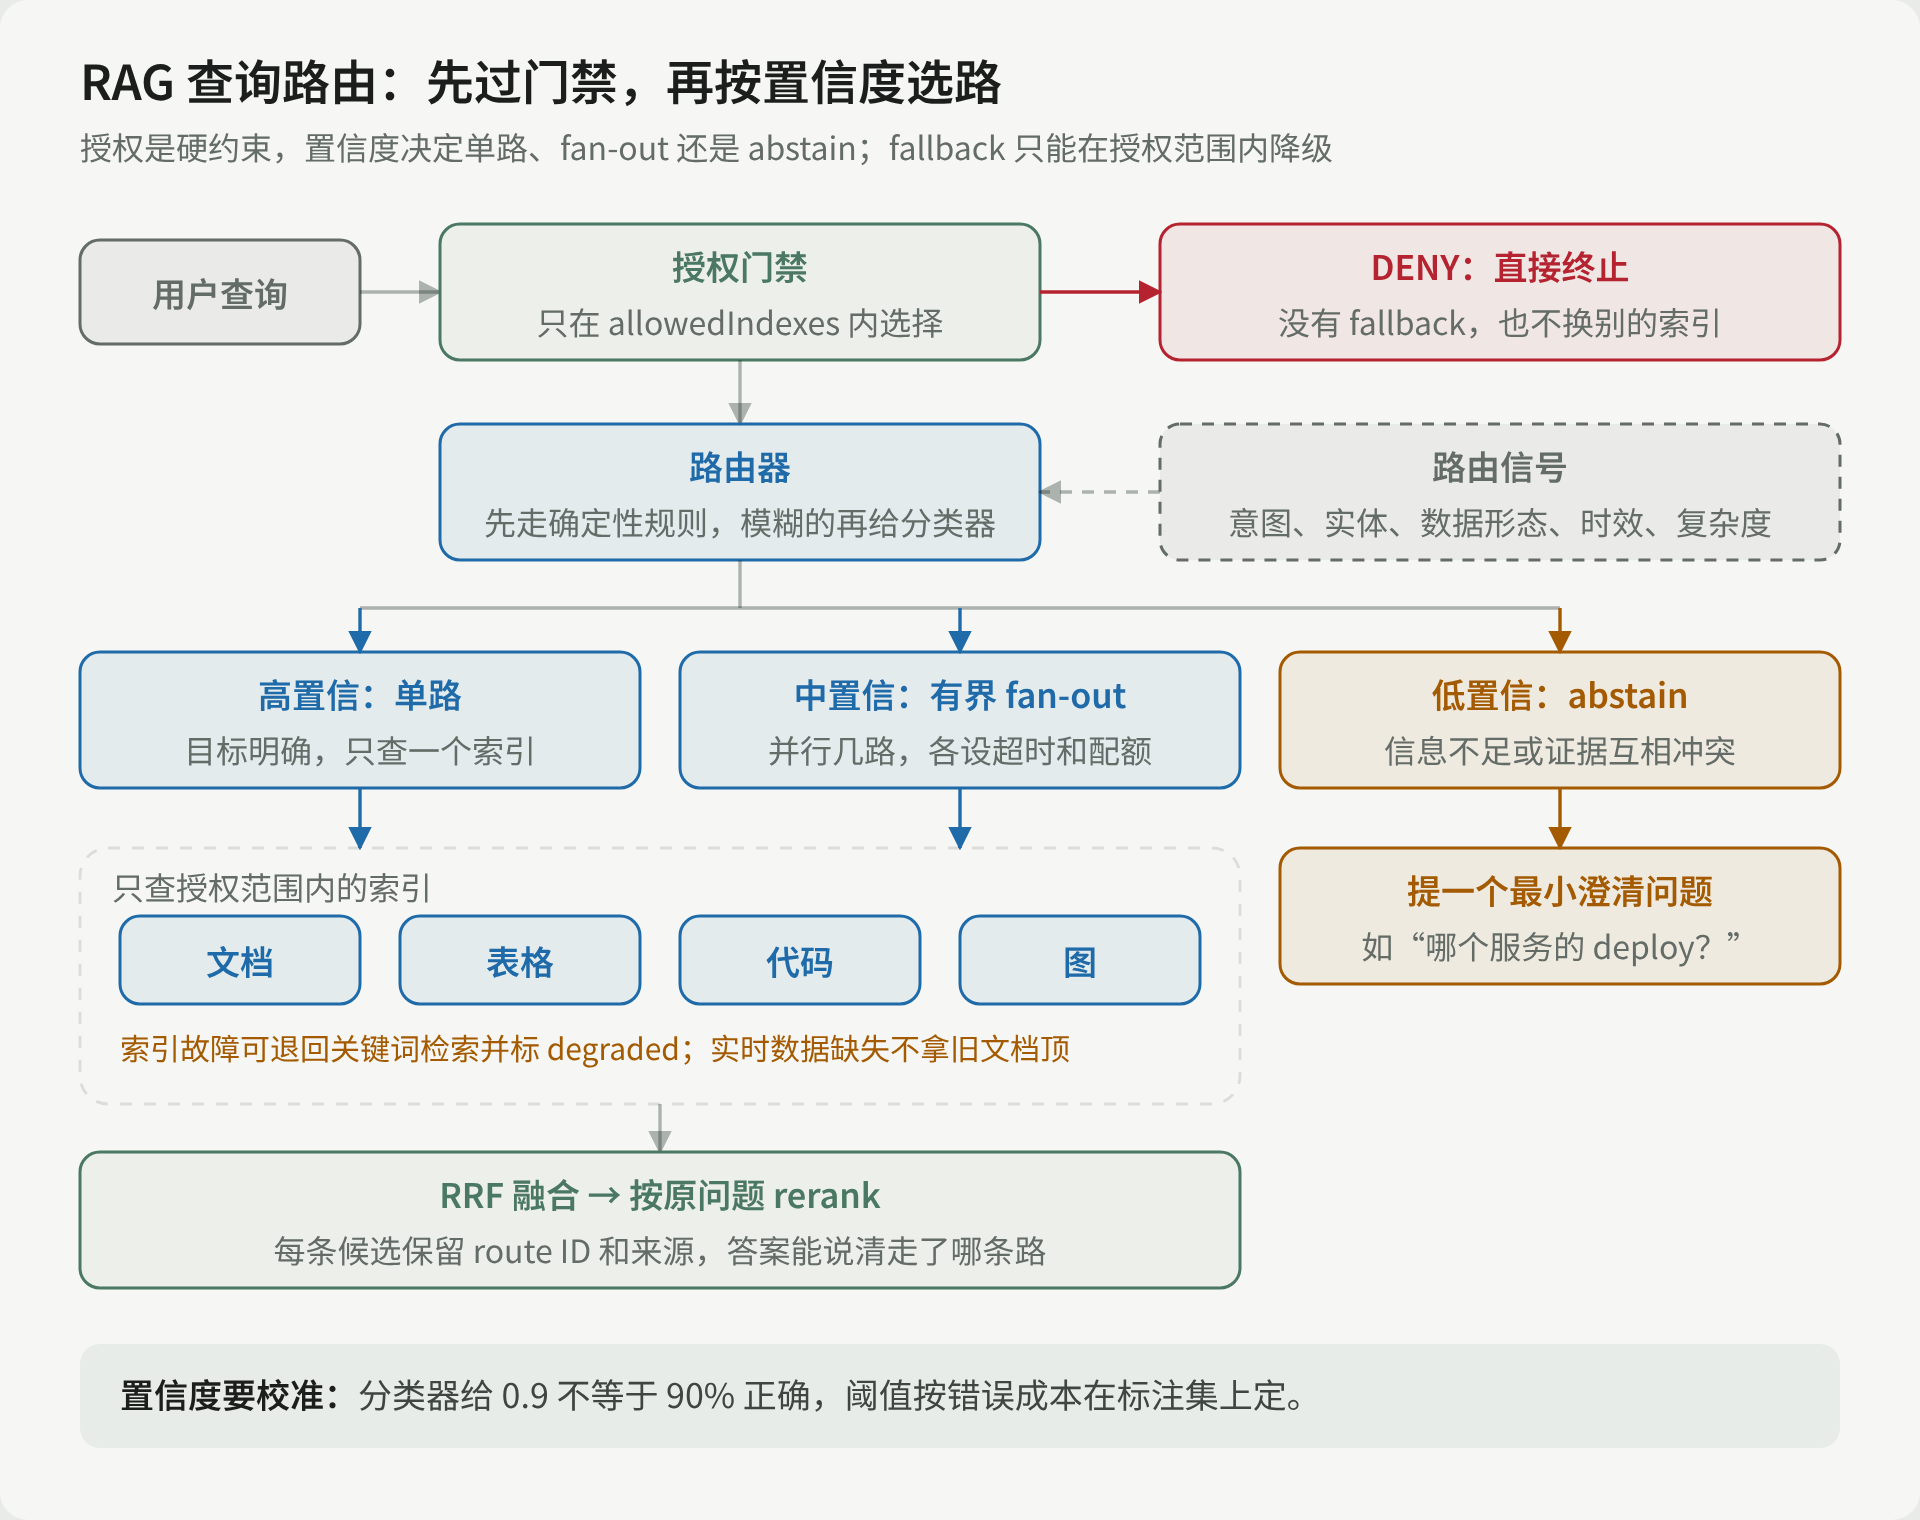 RAG 查询路由：先过门禁，再按置信度选路
授权是硬约束，置信度决定单路、fan-out 还是 abstain；fallback 只能在授权范围内降级
用户查询
授权门禁
只在 allowedIndexes 内选择
DENY：直接终止
没有 fallback，也不换别的索引
路由器
先走确定性规则，模糊的再给分类器
路由信号
意图、实体、数据形态、时效、复杂度
高置信：单路
目标明确，只查一个索引
中置信：有界 fan-out
并行几路，各设超时和配额
低置信：abstain
信息不足或证据互相冲突
只查授权范围内的索引
文档
表格
代码
图
索引故障可退回关键词检索并标 degraded；实时数据缺失不拿旧文档顶
提一个最小澄清问题
如“哪个服务的 deploy？”
RRF 融合 → 按原问题 rerank
每条候选保留 route ID 和来源，答案能说清走了哪条路
置信度要校准：分类器给 0.9 不等于 90% 正确，阈值按错误成本在标注集上定。